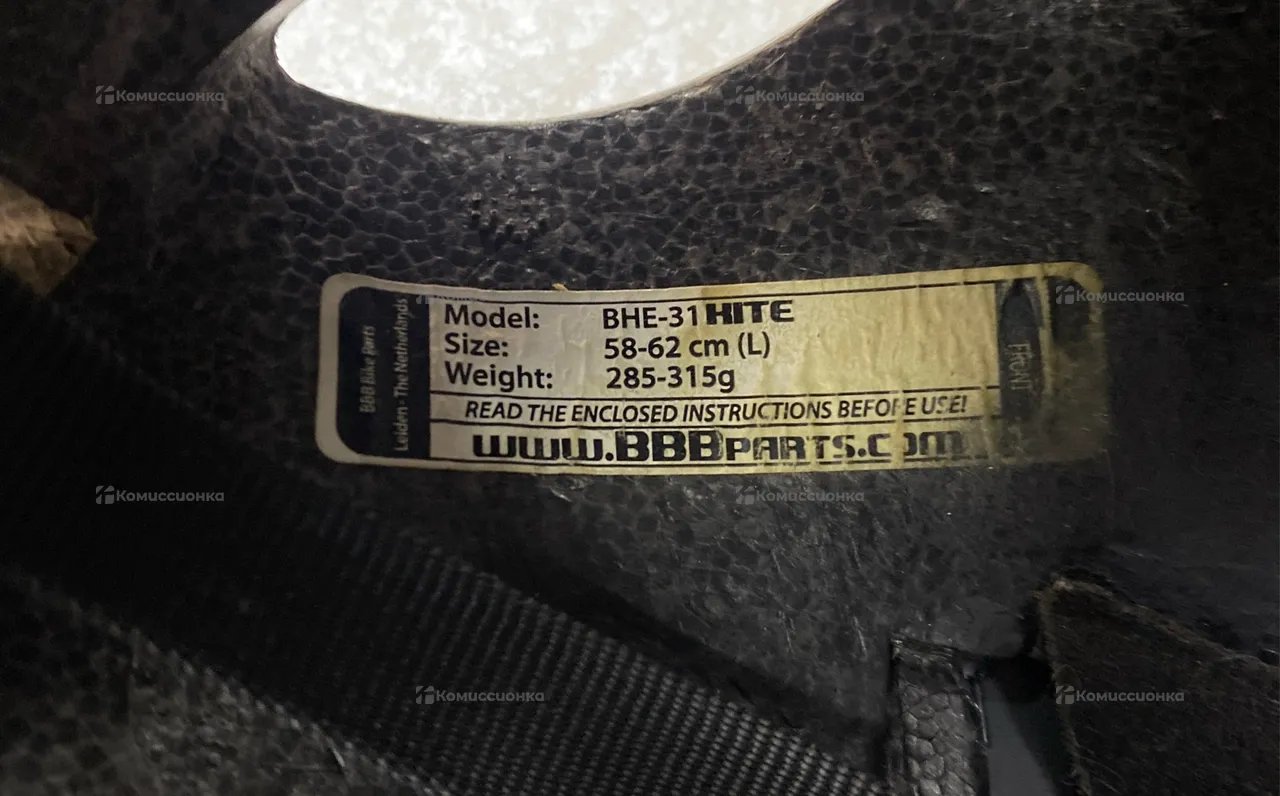 BBB Bike Parts
Leiden - The Netherlands
Model: BHE-31 KITE
Size: 58-62 cm (L)
Weight: 285-315g
READ THE ENCLOSED INSTRUCTIONS BEFORE USE!
www.BBBPARTS.COM
FRONT
Комиссионка
Комиссионка
Комиссионка
Комиссионка
Комиссионка
Комиссионка
Комиссионка